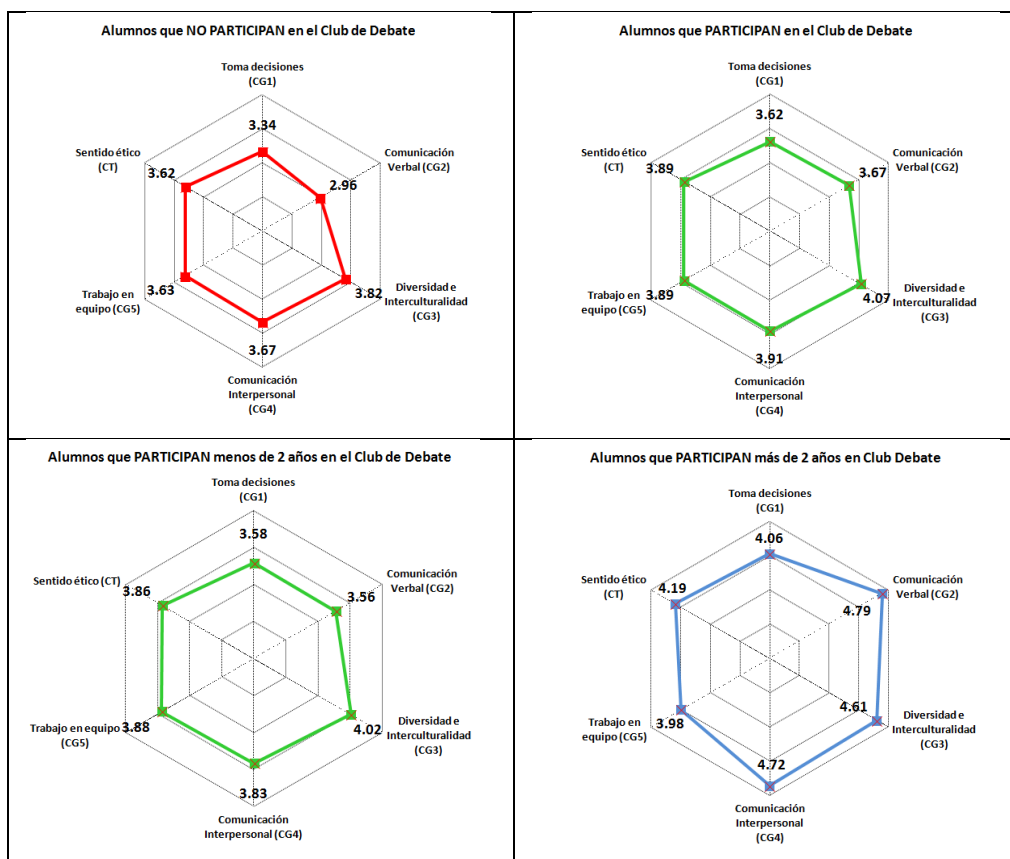 Alumnos que NO PARTICIPAN en el Club de Debate
Toma decisiones
(CG1)
3.34
Comunicación
Verbal (CG2)
2.96
Diversidad e
Interculturalidad
(CG3)
3.82
Comunicación
Interpersonal
(CG4)
3.67
Trabajo en
equipo (CG5)
3.63
Sentido ético
(CT)
3.62
Alumnos que PARTICIPAN en el Club de Debate
Toma decisiones
(CG1)
3.62
Comunicación
Verbal (CG2)
3.67
Diversidad e
Interculturalidad
(CG3)
4.07
Comunicación
Interpersonal
(CG4)
3.91
Trabajo en
equipo (CG5)
3.89
Sentido ético
(CT)
3.89
Alumnos que PARTICIPAN menos de 2 años en el Club de Debate
Toma decisiones
(CG1)
3.58
Comunicación
Verbal (CG2)
3.56
Diversidad e
Interculturalidad
(CG3)
4.02
Comunicación
Interpersonal (CG4)
3.83
Trabajo en equipo
(CG5)
3.88
Sentido ético (CT)
3.86
Alumnos que PARTICIPAN más de 2 años en Club Debate
Toma decisiones
(CG1)
4.06
Comunicación
Verbal (CG2)
4.79
Diversidad e
Interculturalidad
(CG3)
4.61
Comunicación
Interpersonal
(CG4)
4.72
Trabajo en
equipo (CG5)
3.98
Sentido ético
(CT)
4.19